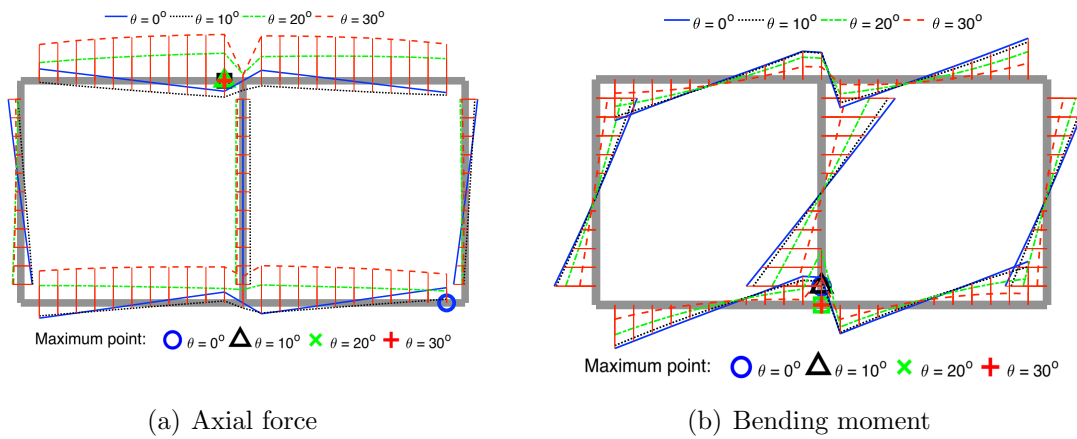 θ = 0° θ = 10° θ = 20° θ = 30°
Maximum point: θ = 0° θ = 10° θ = 20° θ = 30°
(a) Axial force
θ = 0° θ = 10° θ = 20° θ = 30°
Maximum point: θ = 0° θ = 10° θ = 20° θ = 30°
(b) Bending moment